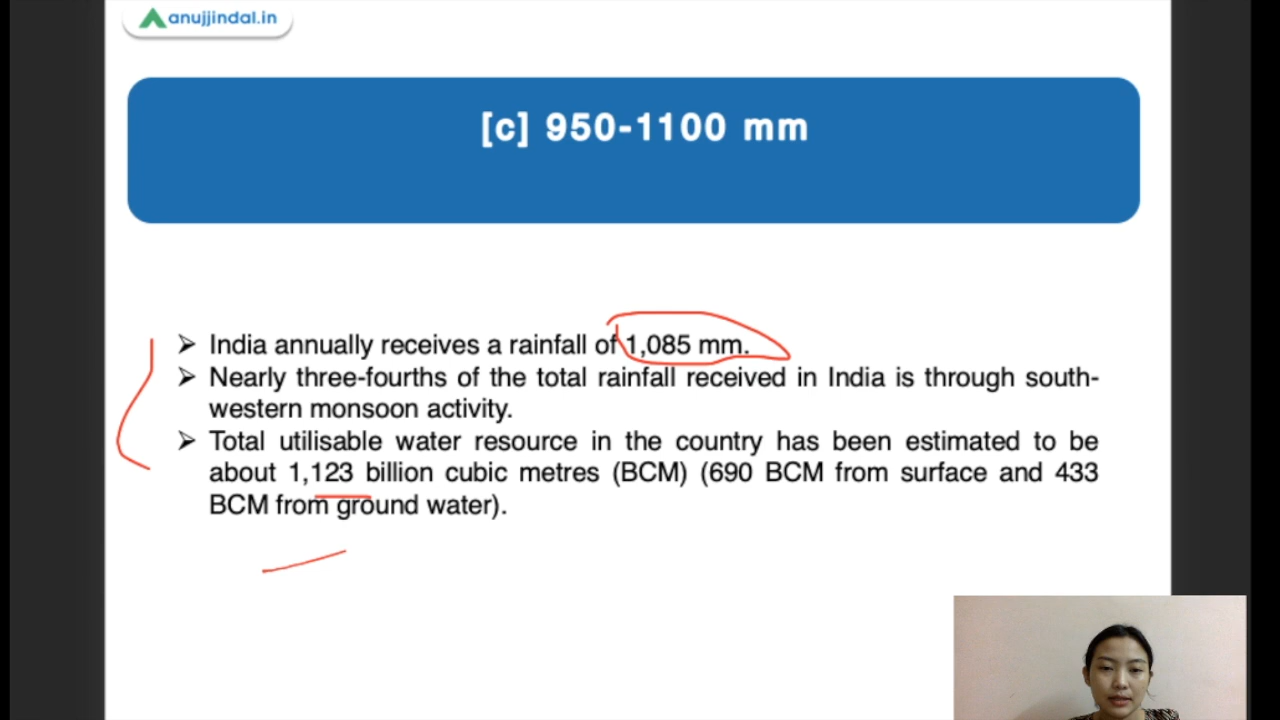 anujjindal.in
[c] 950-1100 mm
➢ India annually receives a rainfall of 1,085 mm.
➢ Nearly three-fourths of the total rainfall received in India is through south-
western monsoon activity.
➢ Total utilisable water resource in the country has been estimated to be
about 1,123 billion cubic metres (BCM) (690 BCM from surface and 433
BCM from ground water).